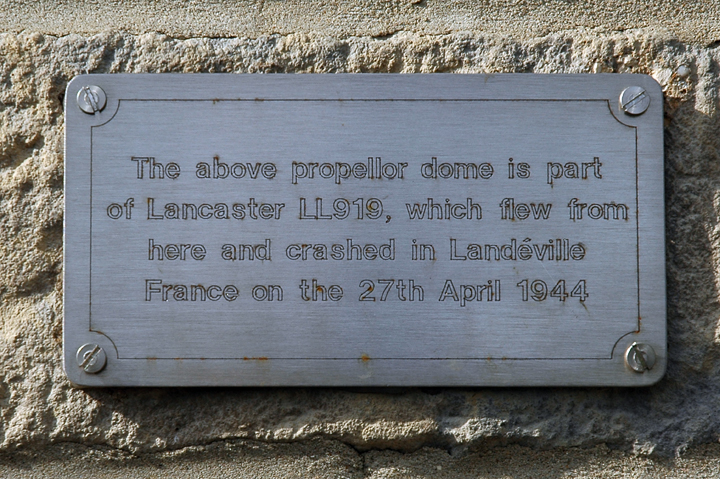 The above propellor dome is part
of Lancaster LL919, which flew from
here and crashed in Landéville
France on the 27th April 1944